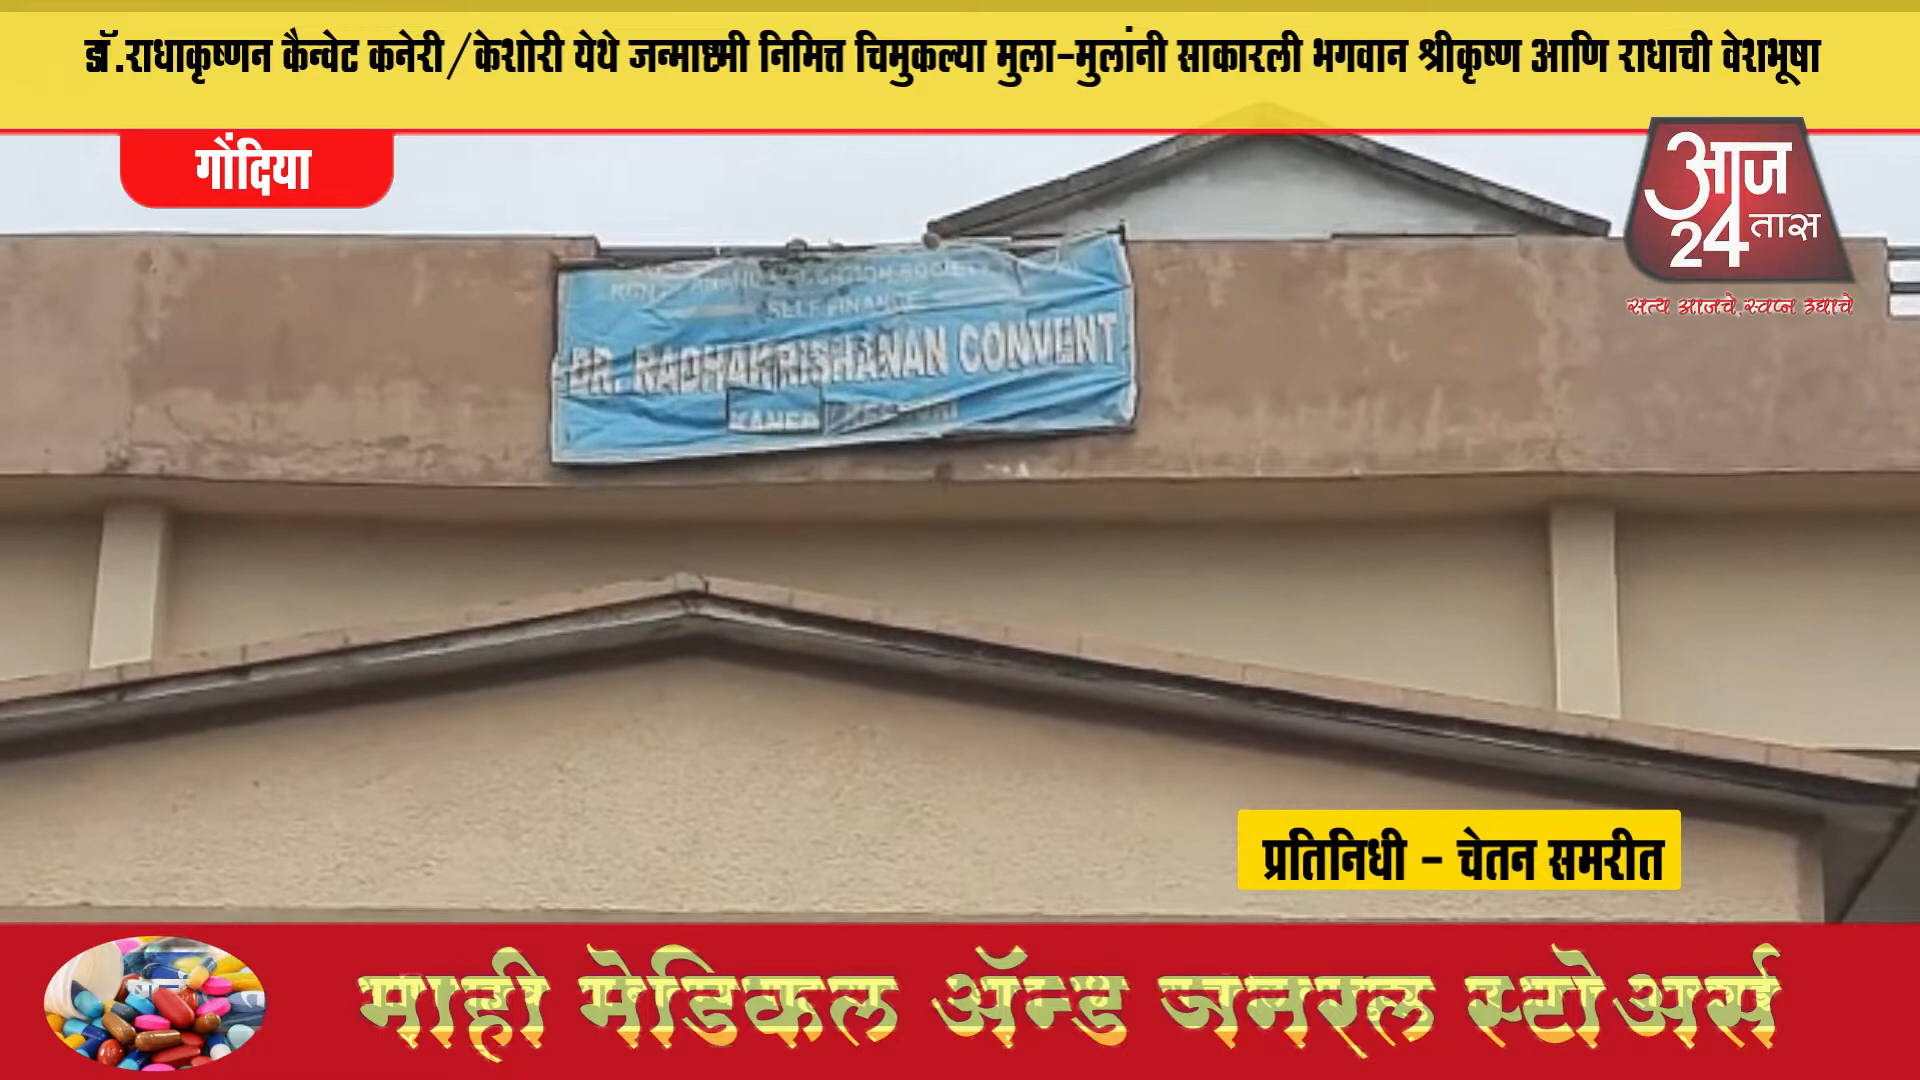 डॉ.राधाकृष्णन कैन्वेट कनेरी/केशोरी येथे जन्माष्टमी निमित्त चिमुकल्या मुला-मुलांनी साकारली भगवान श्रीकृष्ण आणि राधाची वेशभूषा
गोंदिया
आज
24 तास
सत्य आजचे, स्वप्न उद्याचे
SOCIETY
SELF FINANCE
DR. RADHAKRISHANAN CONVENT
प्रतिनिधी - चेतन समरीत
माही मेडिकल ॲन्ड जनरल स्टोअर्स